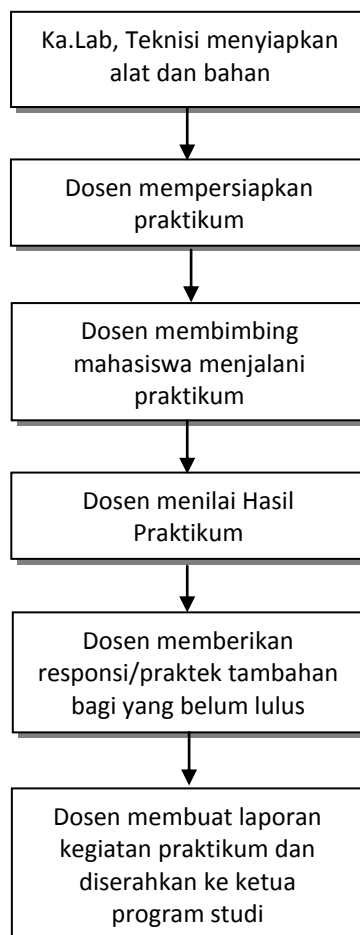 Ka.Lab, Teknisi menyiapkan
alat dan bahan
Dosen mempersiapkan
praktikum
Dosen membimbing
mahasiswa menjalani
praktikum
Dosen menilai Hasil
Praktikum
Dosen memberikan
responsi/praktek tambahan
bagi yang belum lulus
Dosen membuat laporan
kegiatan praktikum dan
diserahkan ke ketua
program studi